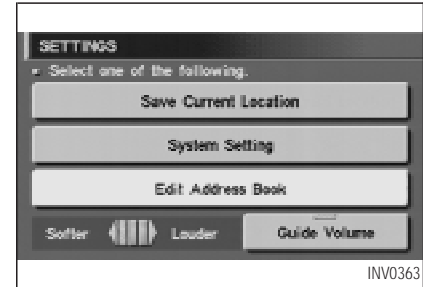 SETTINGS
Select one of the following.
Save Current Location
System Setting
Edit Address Book
Softer Louder Guide Volume
INV0363